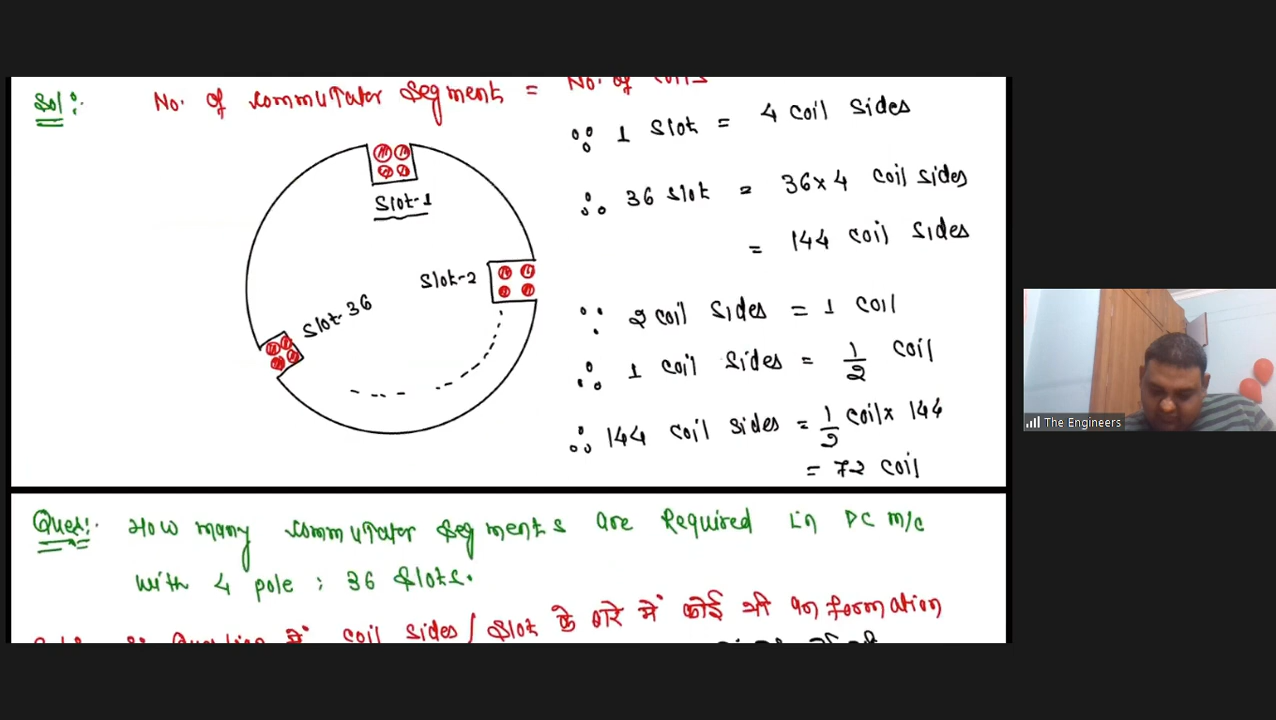 Sol:. No. of commutator segment = No. of coils
∵ 1 slot = 4 coil sides
∴ 36 slot = 36x4 coil sides
= 144 coil sides
∵ 2 coil sides = 1 coil
∴ 1 coil sides = 1/2 coil
∴ 144 coil sides = 1/2 coil x 144
= 72 coil
Slot-1
Slot-2
Slot-36
Ques:. How many commutator segments are Required in DC m/c
with 4 pole ; 36 slots.
Question में coil sides/slot के बारे में कोई भी information
The Engineers